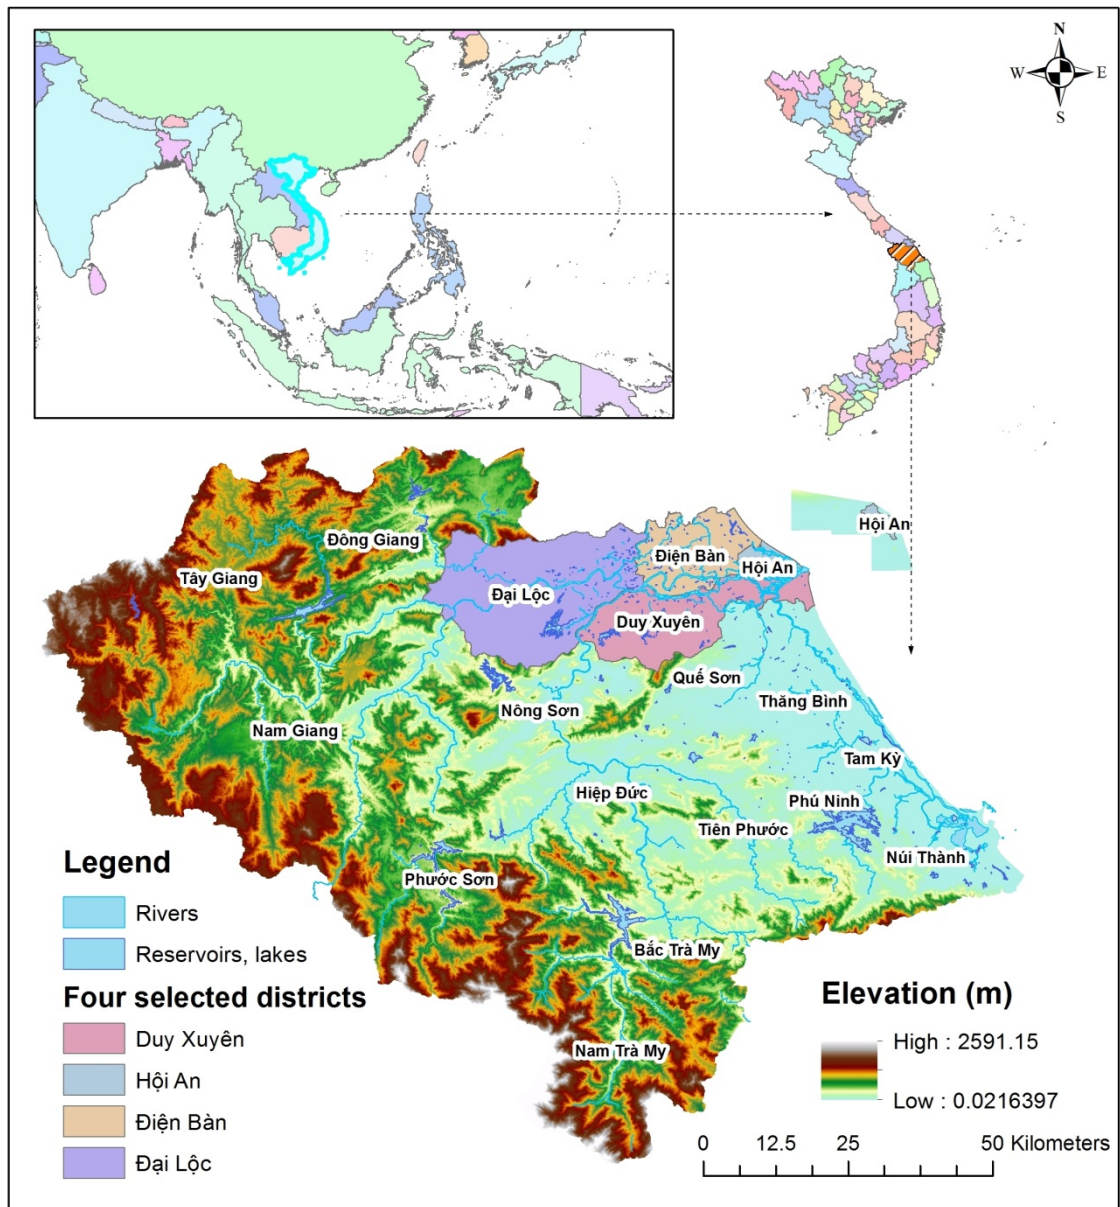 N
W
E
S
Hội An
Đông Giang
Điện Bàn
Hội An
Tây Giang
Đại Lộc
Duy Xuyên
Quế Sơn
Thăng Bình
Nông Sơn
Nam Giang
Tam Kỳ
Hiệp Đức
Phú Ninh
Tiên Phước
Núi Thành
Phước Sơn
Bắc Trà My
Nam Trà My
Legend
Rivers
Reservoirs, lakes
Four selected districts
Duy Xuyên
Hội An
Điện Bàn
Đại Lộc
Elevation (m)
High : 2591.15
Low : 0.0216397
0 12.5 25 50 Kilometers